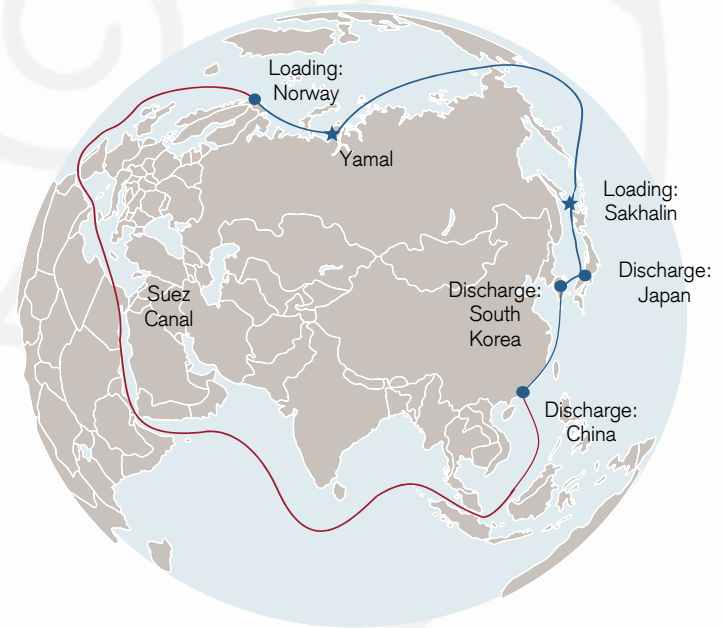 Loading:
Norway
Yamal
Loading:
Sakhalin
Discharge:
Japan
Discharge:
South
Korea
Suez
Canal
Discharge:
China